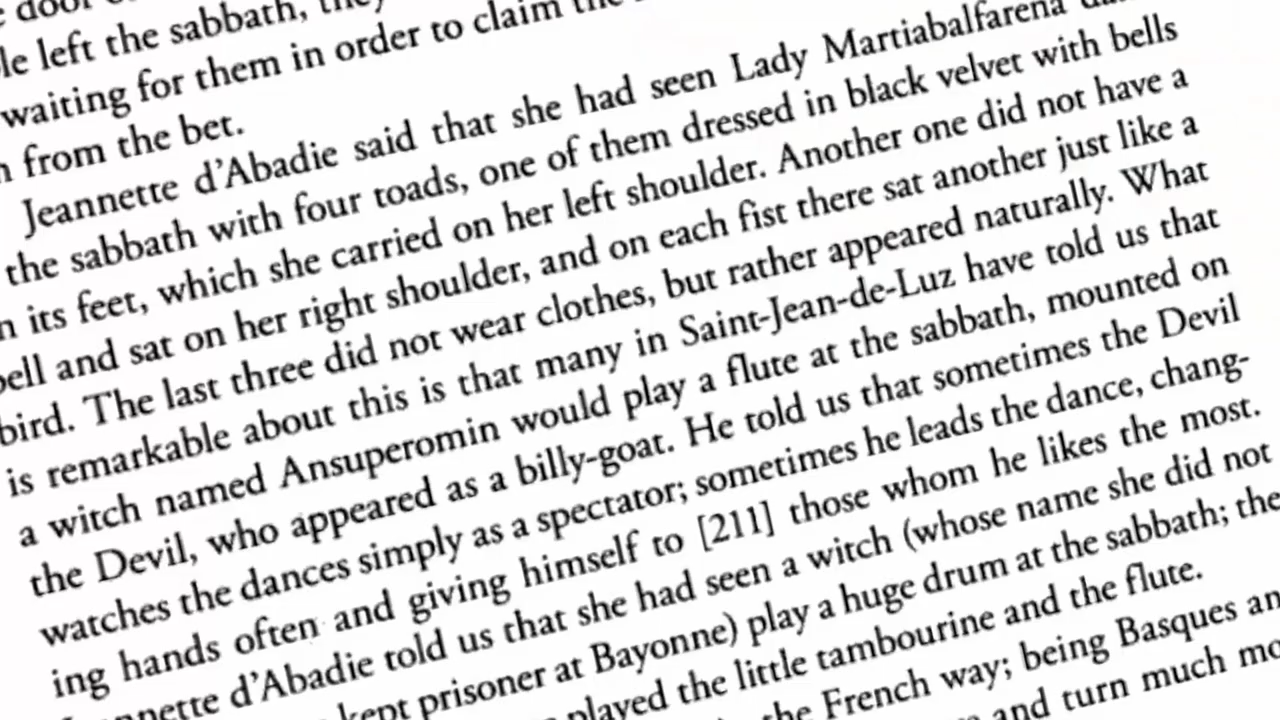 le left the sabbath, they
waiting for them in order to claim the
from the bet.
Jeannette d'Abadie said that she had seen Lady Martiabalfarena
the sabbath with four toads, one of them dressed in black velvet with bells
its feet, which she carried on her left shoulder. Another one did not have a
bell and sat on her right shoulder, and on each fist there sat another just like a
bird. The last three did not wear clothes, but rather appeared naturally. What
is remarkable about this is that many in Saint-Jean-de-Luz have told us that
a witch named Ansuperomin would play a flute at the sabbath, mounted on
the Devil, who appeared as a billy-goat. He told us that sometimes the Devil
watches the dances simply as a spectator; sometimes he leads the dance, chang-
ing hands often and giving himself to [211] those whom he likes the most.
d'Abadie told us that she had seen a witch (whose name she did not
kept prisoner at Bayonne) play a huge drum at the sabbath; the
played the little tambourine and the flute.
the French way; being Basques
and turn much